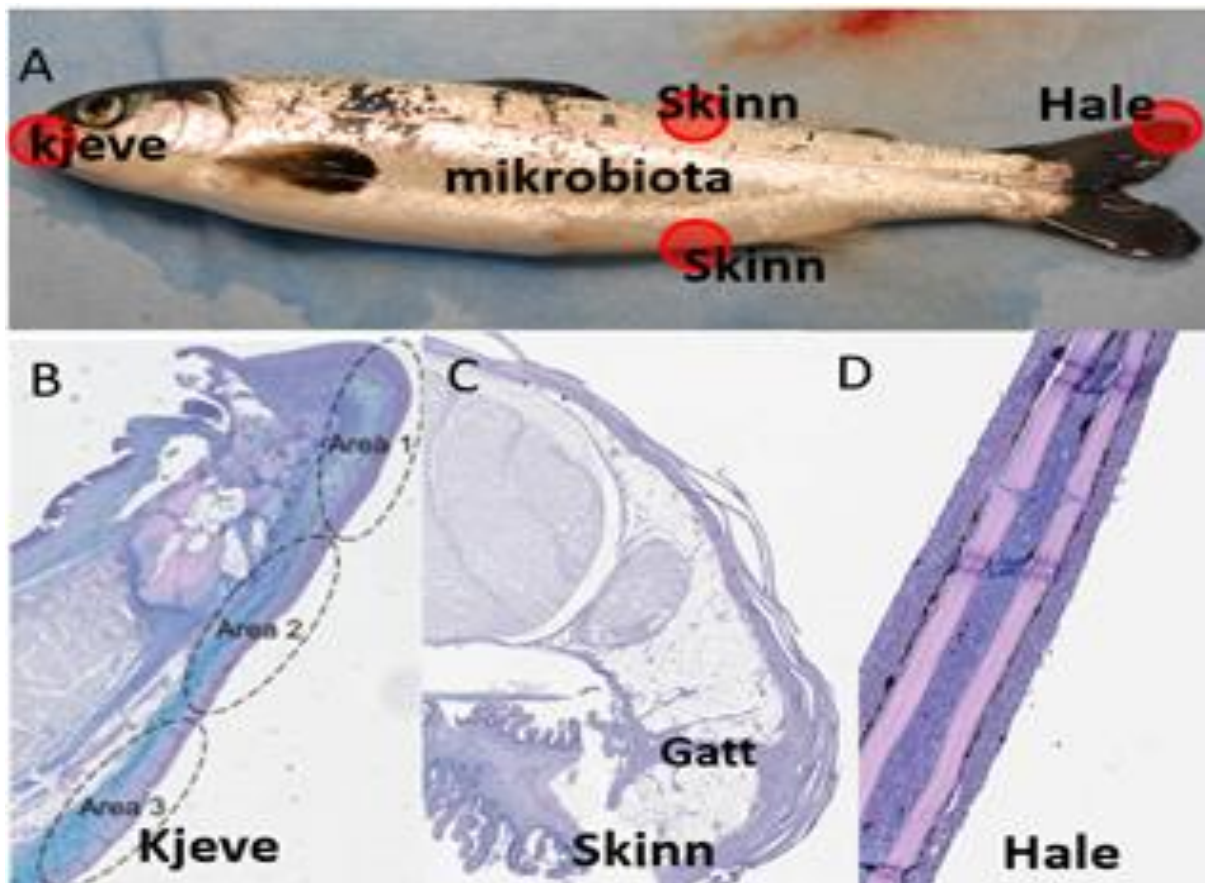 A
kjeve
Skinn
Hale
mikrobiota
Skinn
B
Area 1
Area 2
Area 3
Kjeve
C
Gatt
Skinn
D
Hale